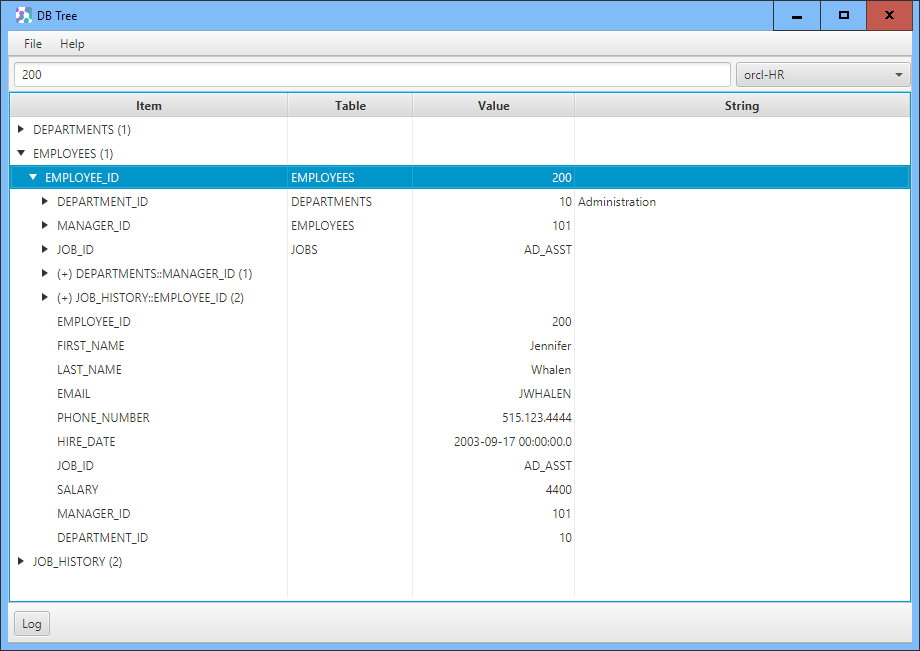 DB Tree
File Help
200 orcl-HR
Item Table Value String
DEPARTMENTS (1)
EMPLOYEES (1)
EMPLOYEE_ID EMPLOYEES 200
DEPARTMENT_ID DEPARTMENTS 10 Administration
MANAGER_ID EMPLOYEES 101
JOB_ID JOBS AD_ASST
(+) DEPARTMENTS::MANAGER_ID (1)
(+) JOB_HISTORY::EMPLOYEE_ID (2)
EMPLOYEE_ID 200
FIRST_NAME Jennifer
LAST_NAME Whalen
EMAIL JWHALEN
PHONE_NUMBER 515.123.4444
HIRE_DATE 2003-09-17 00:00:00.0
JOB_ID AD_ASST
SALARY 4400
MANAGER_ID 101
DEPARTMENT_ID 10
JOB_HISTORY (2)
Log